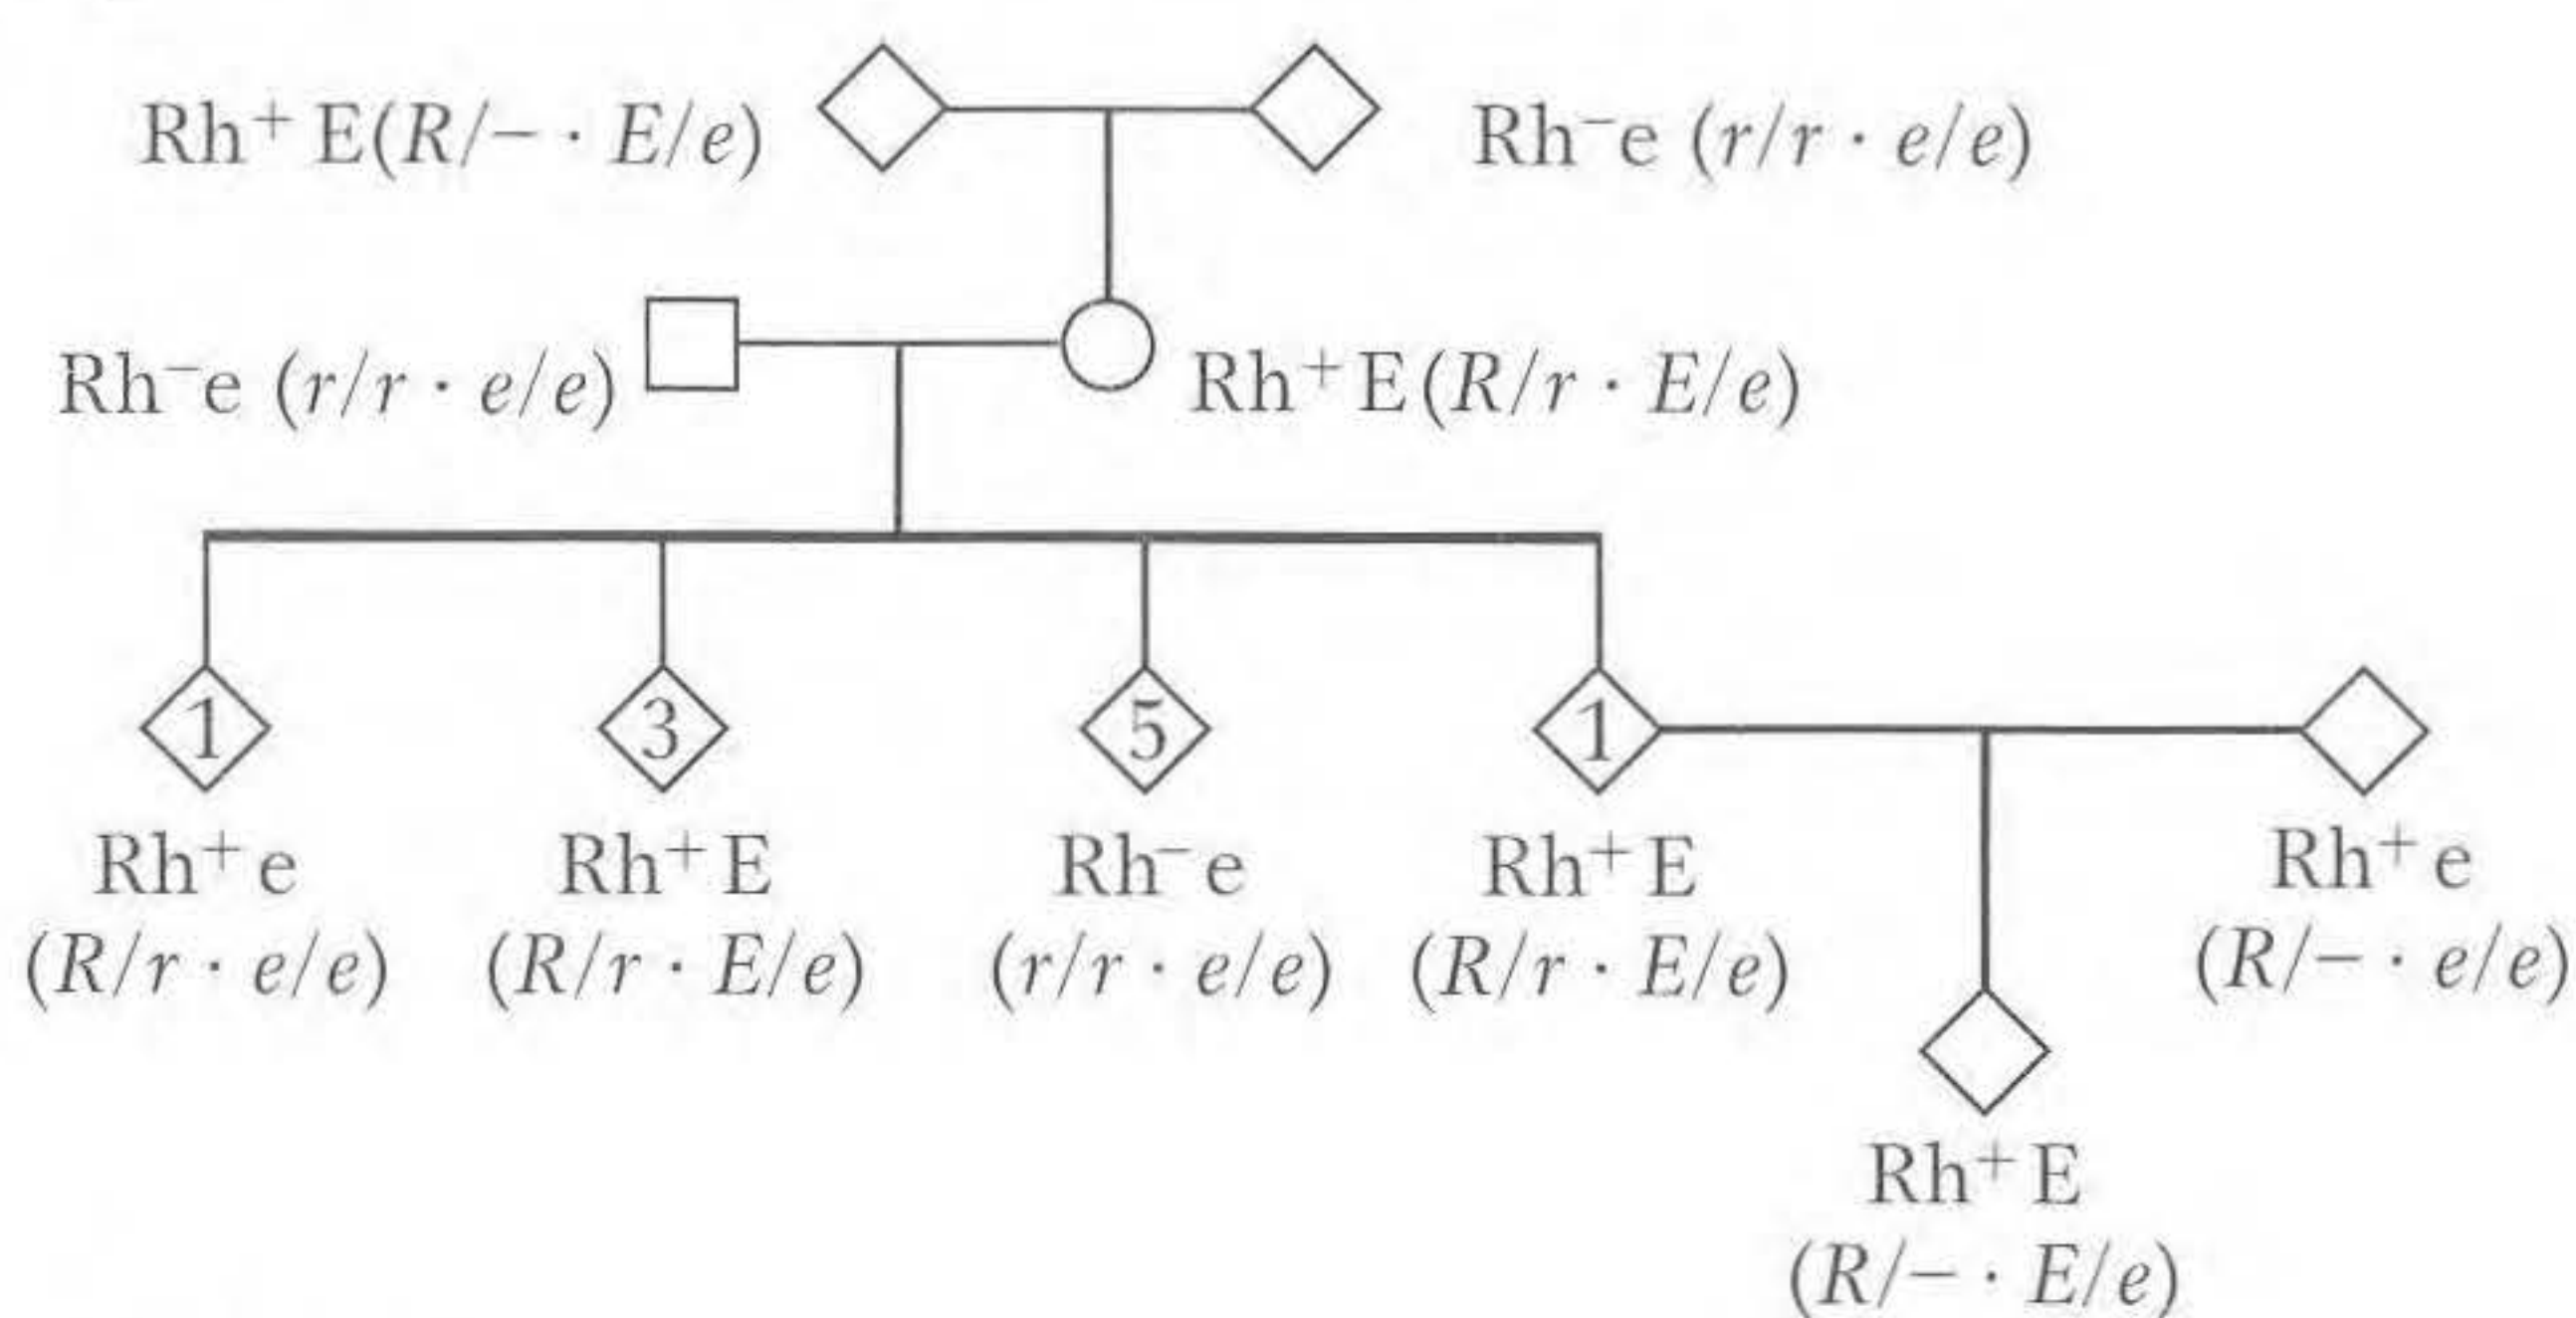 Rh⁺ E(R/– · E/e) Rh⁻e (r/r · e/e)
Rh⁻e (r/r · e/e) Rh⁺E(R/r · E/e)
1 3 5 1
Rh⁺e Rh⁺E Rh⁻e Rh⁺E Rh⁺e
(R/r · e/e) (R/r · E/e) (r/r · e/e) (R/r · E/e) (R/– · e/e)
Rh⁺E
(R/– · E/e)